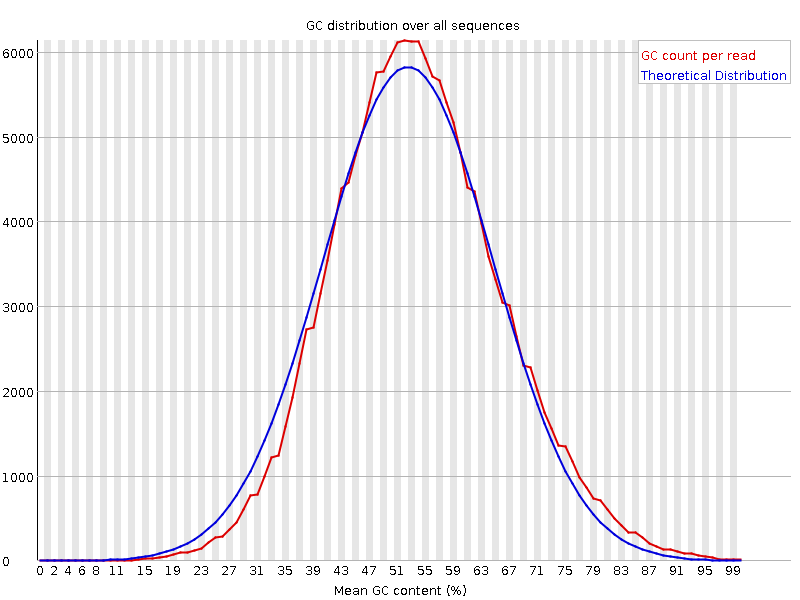 GC distribution over all sequences
GC count per read
Theoretical Distribution
6000
5000
4000
3000
2000
1000
0
0 2 4 6 8 11 15 19 23 27 31 35 39 43 47 51 55 59 63 67 71 75 79 83 87 91 95 99
Mean GC content (%)